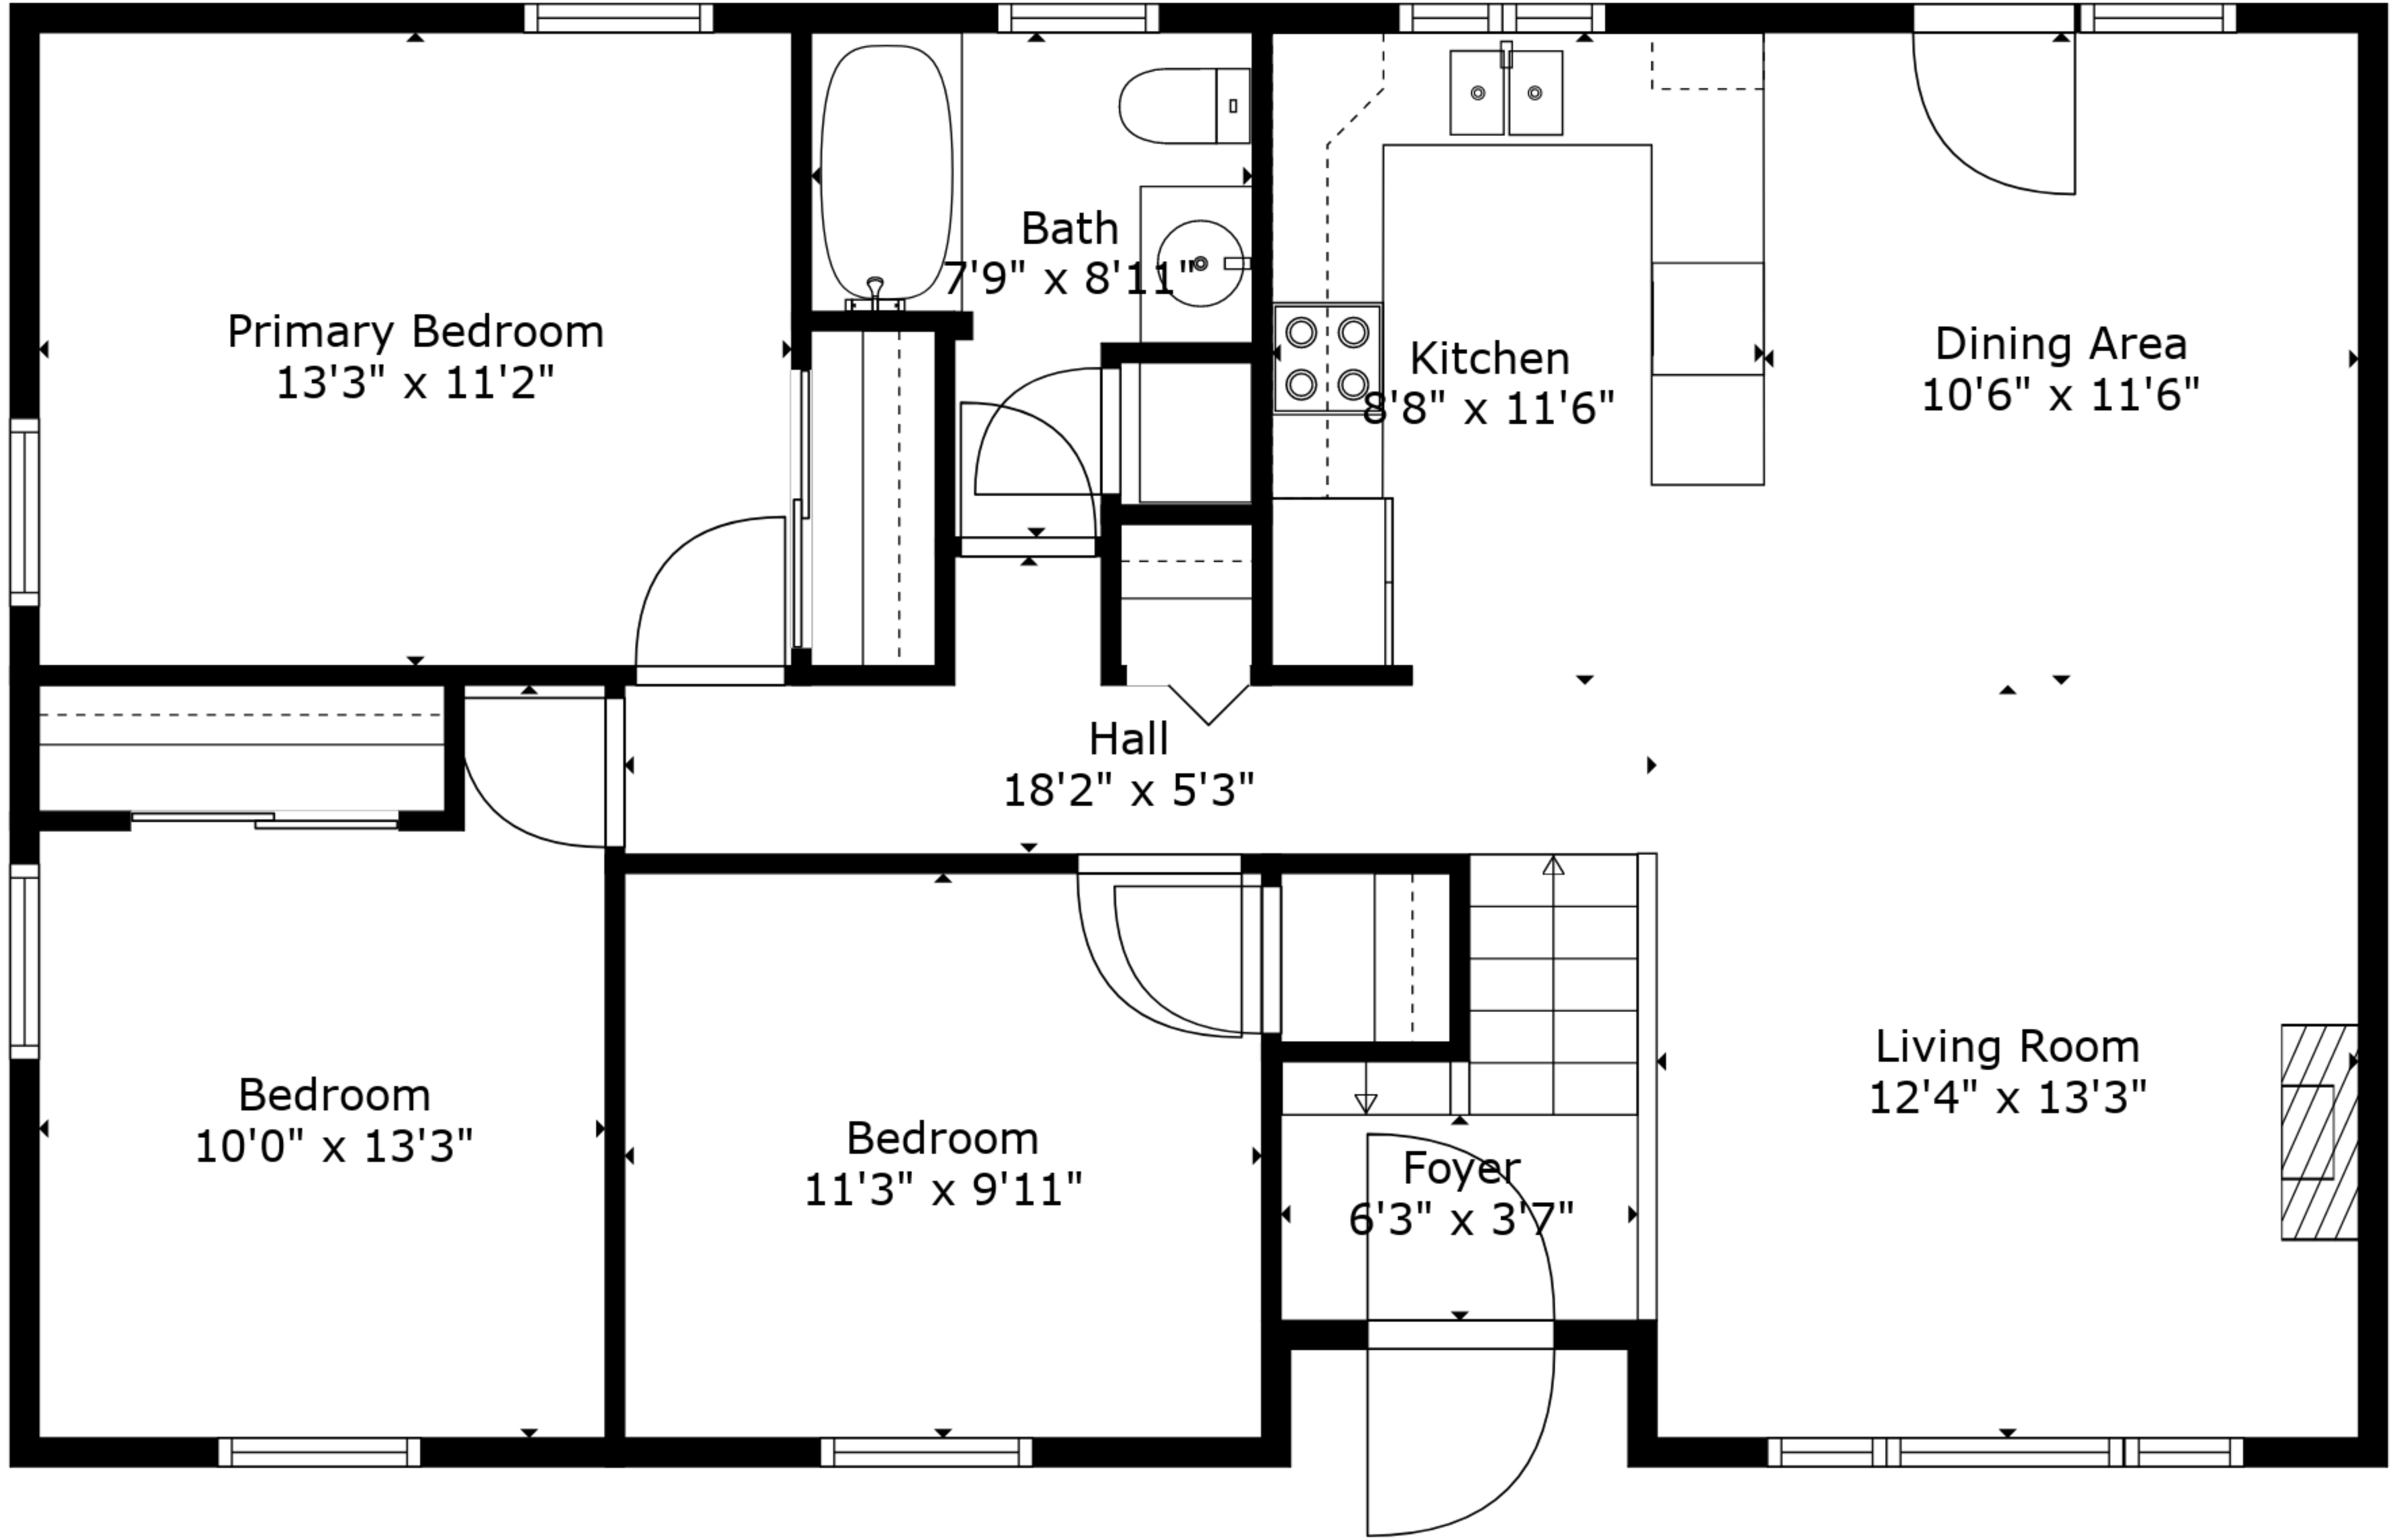 Bath
7'9" x 8'11"
Primary Bedroom
13'3" x 11'2"
Kitchen
8'8" x 11'6"
Dining Area
10'6" x 11'6"
Hall
18'2" x 5'3"
Bedroom
10'0" x 13'3"
Bedroom
11'3" x 9'11"
Foyer
6'3" x 3'7"
Living Room
12'4" x 13'3"